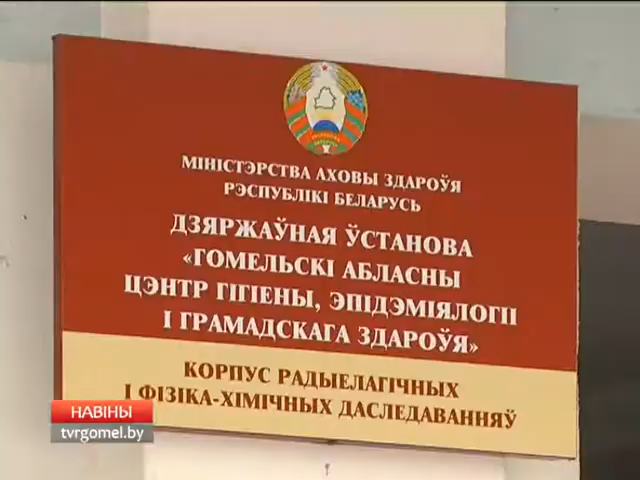 МІНІСТЭРСТВА АХОВЫ ЗДАРОЎЯ
РЭСПУБЛІКІ БЕЛАРУСЬ
ДЗЯРЖАЎНАЯ ЎСТАНОВА
«ГОМЕЛЬСКІ АБЛАСНЫ
ЦЭНТР ГІГІЕНЫ, ЭПІДЭМІЯЛОГІІ
І ГРАМАДСКАГА ЗДАРОЎЯ»
КОРПУС РАДЫЕЛАГІЧНЫХ
І ФІЗІКА-ХІМІЧНЫХ ДАСЛЕДАВАННЯЎ
НАВІНЫ
tvrgomel.by